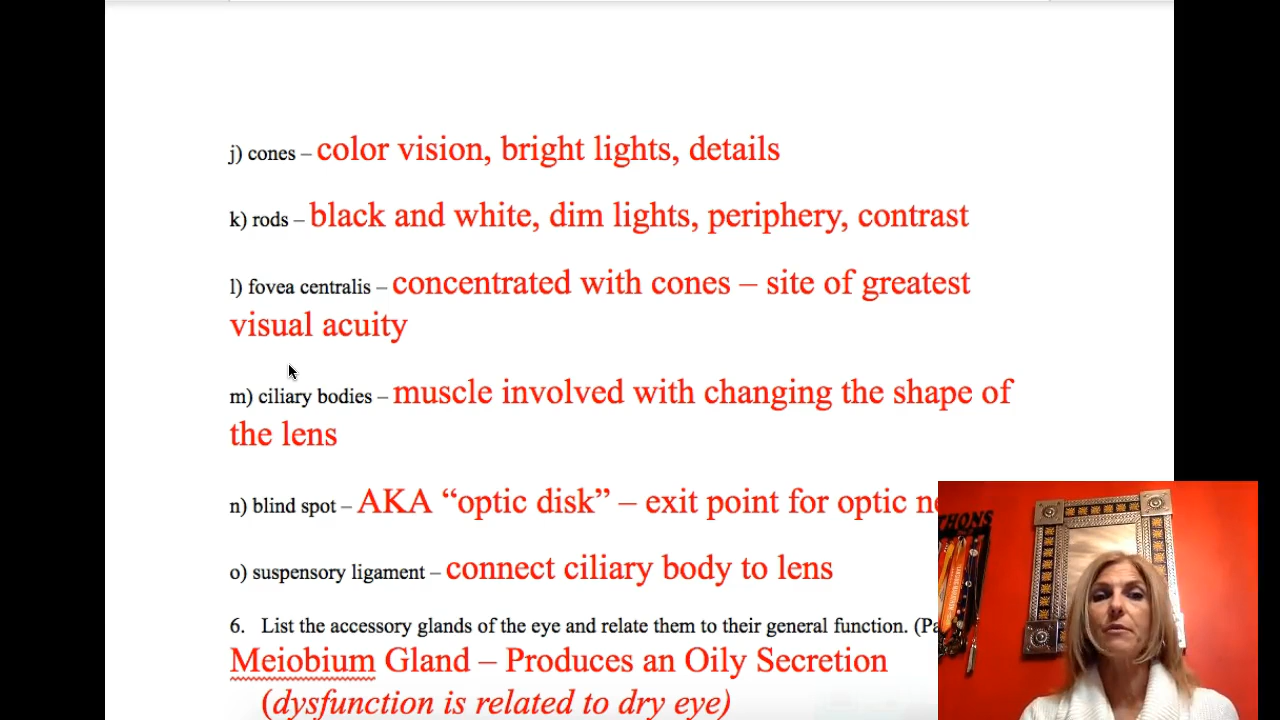 j) cones – color vision, bright lights, details
k) rods – black and white, dim lights, periphery, contrast
l) fovea centralis – concentrated with cones – site of greatest
visual acuity
m) ciliary bodies – muscle involved with changing the shape of
the lens
n) blind spot – AKA “optic disk” – exit point for optic
o) suspensory ligament – connect ciliary body to lens
6. List the accessory glands of the eye and relate them to their general function.
Meiobium Gland – Produces an Oily Secretion
(dysfunction is related to dry eye)